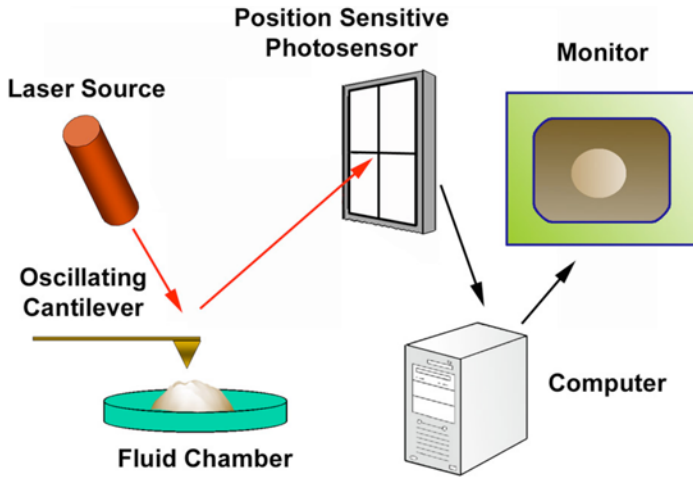 Position Sensitive
Photosensor
Monitor
Laser Source
Oscillating
Cantilever
Computer
Fluid Chamber